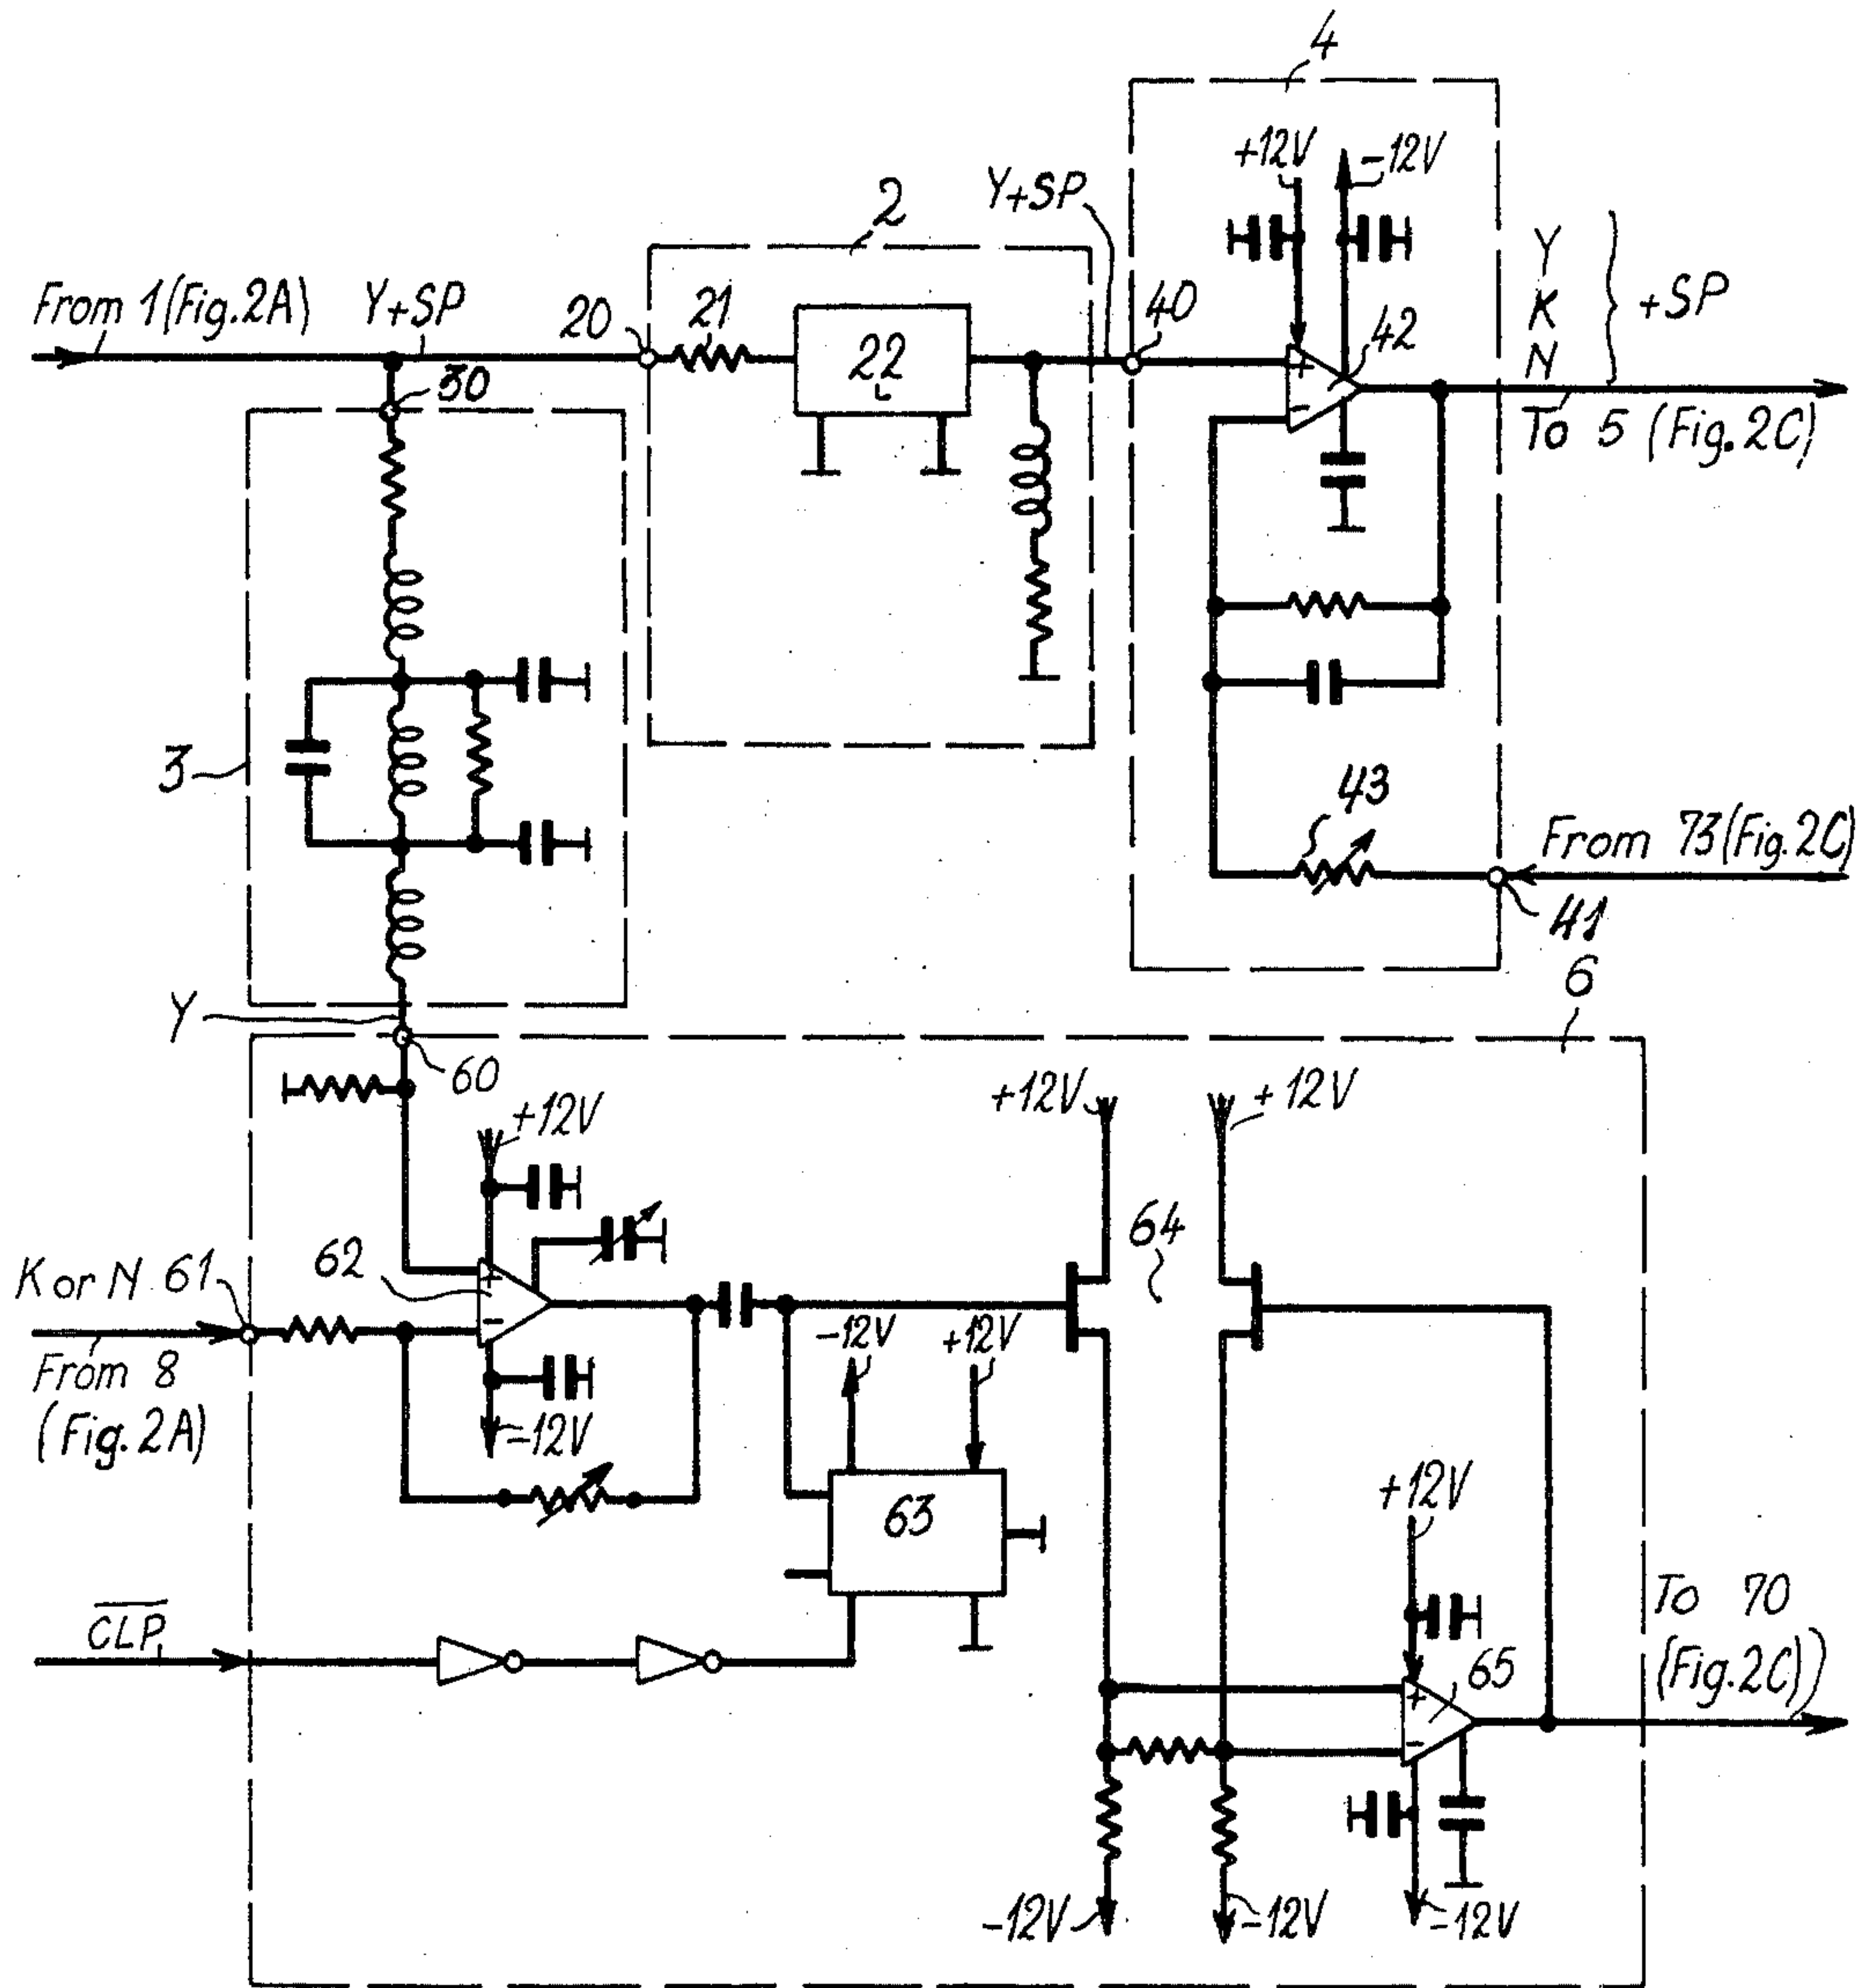 4
+12V
-12V
2
Y+SP
Y
K
N
+SP
From 1 (Fig. 2A)
Y+SP
20
21
22
40
42
To 5 (Fig. 2C)
30
3
43
From 73 (Fig. 2C)
41
6
Y
60
+12V
+12V
+12V
64
K or N 61
62
From 8
(Fig. 2A)
-12V
-12V
+12V
63
+12V
CLP
To 70
(Fig. 2C))
65
-12V
-12V
-12V